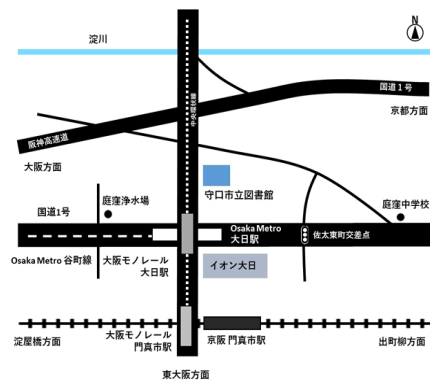 N
淀川
国道1号
京都方面
中央環状線
阪神高速道
大阪方面
守口市立図書館
庭窪浄水場
庭窪中学校
国道1号
Osaka Metro
大日駅
佐太東町交差点
Osaka Metro 谷町線
大阪モノレール
大日駅
イオン大日
淀屋橋方面
大阪モノレール
門真市駅
京阪 門真市駅
出町柳方面
東大阪方面